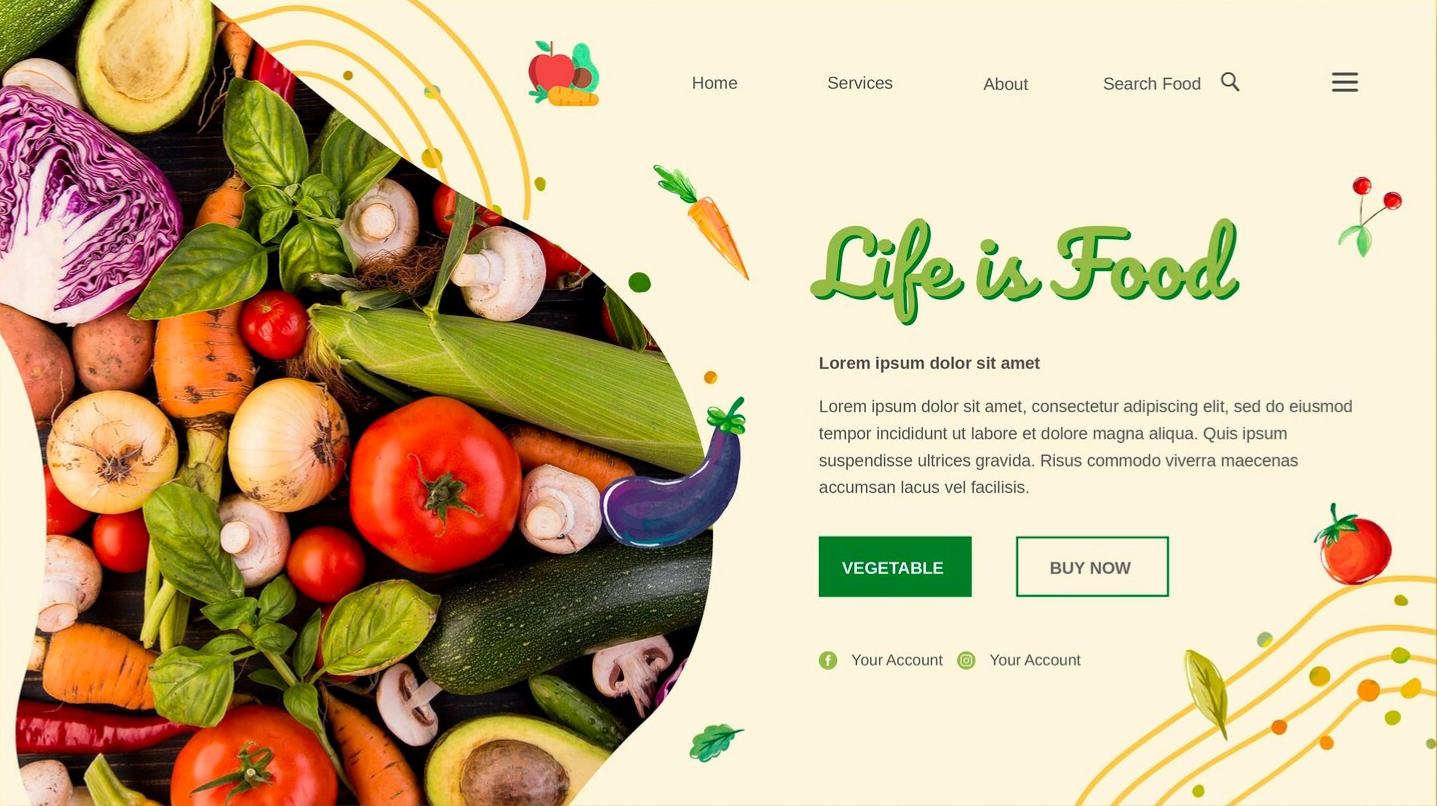 Home Services About Search Food
Life is Food
Lorem ipsum dolor sit amet
Lorem ipsum dolor sit amet, consectetur adipiscing elit, sed do eiusmod
tempor incididunt ut labore et dolore magna aliqua. Quis ipsum
suspendisse ultrices gravida. Risus commodo viverra maecenas
accumsan lacus vel facilisis.
VEGETABLE BUY NOW
Your Account Your Account